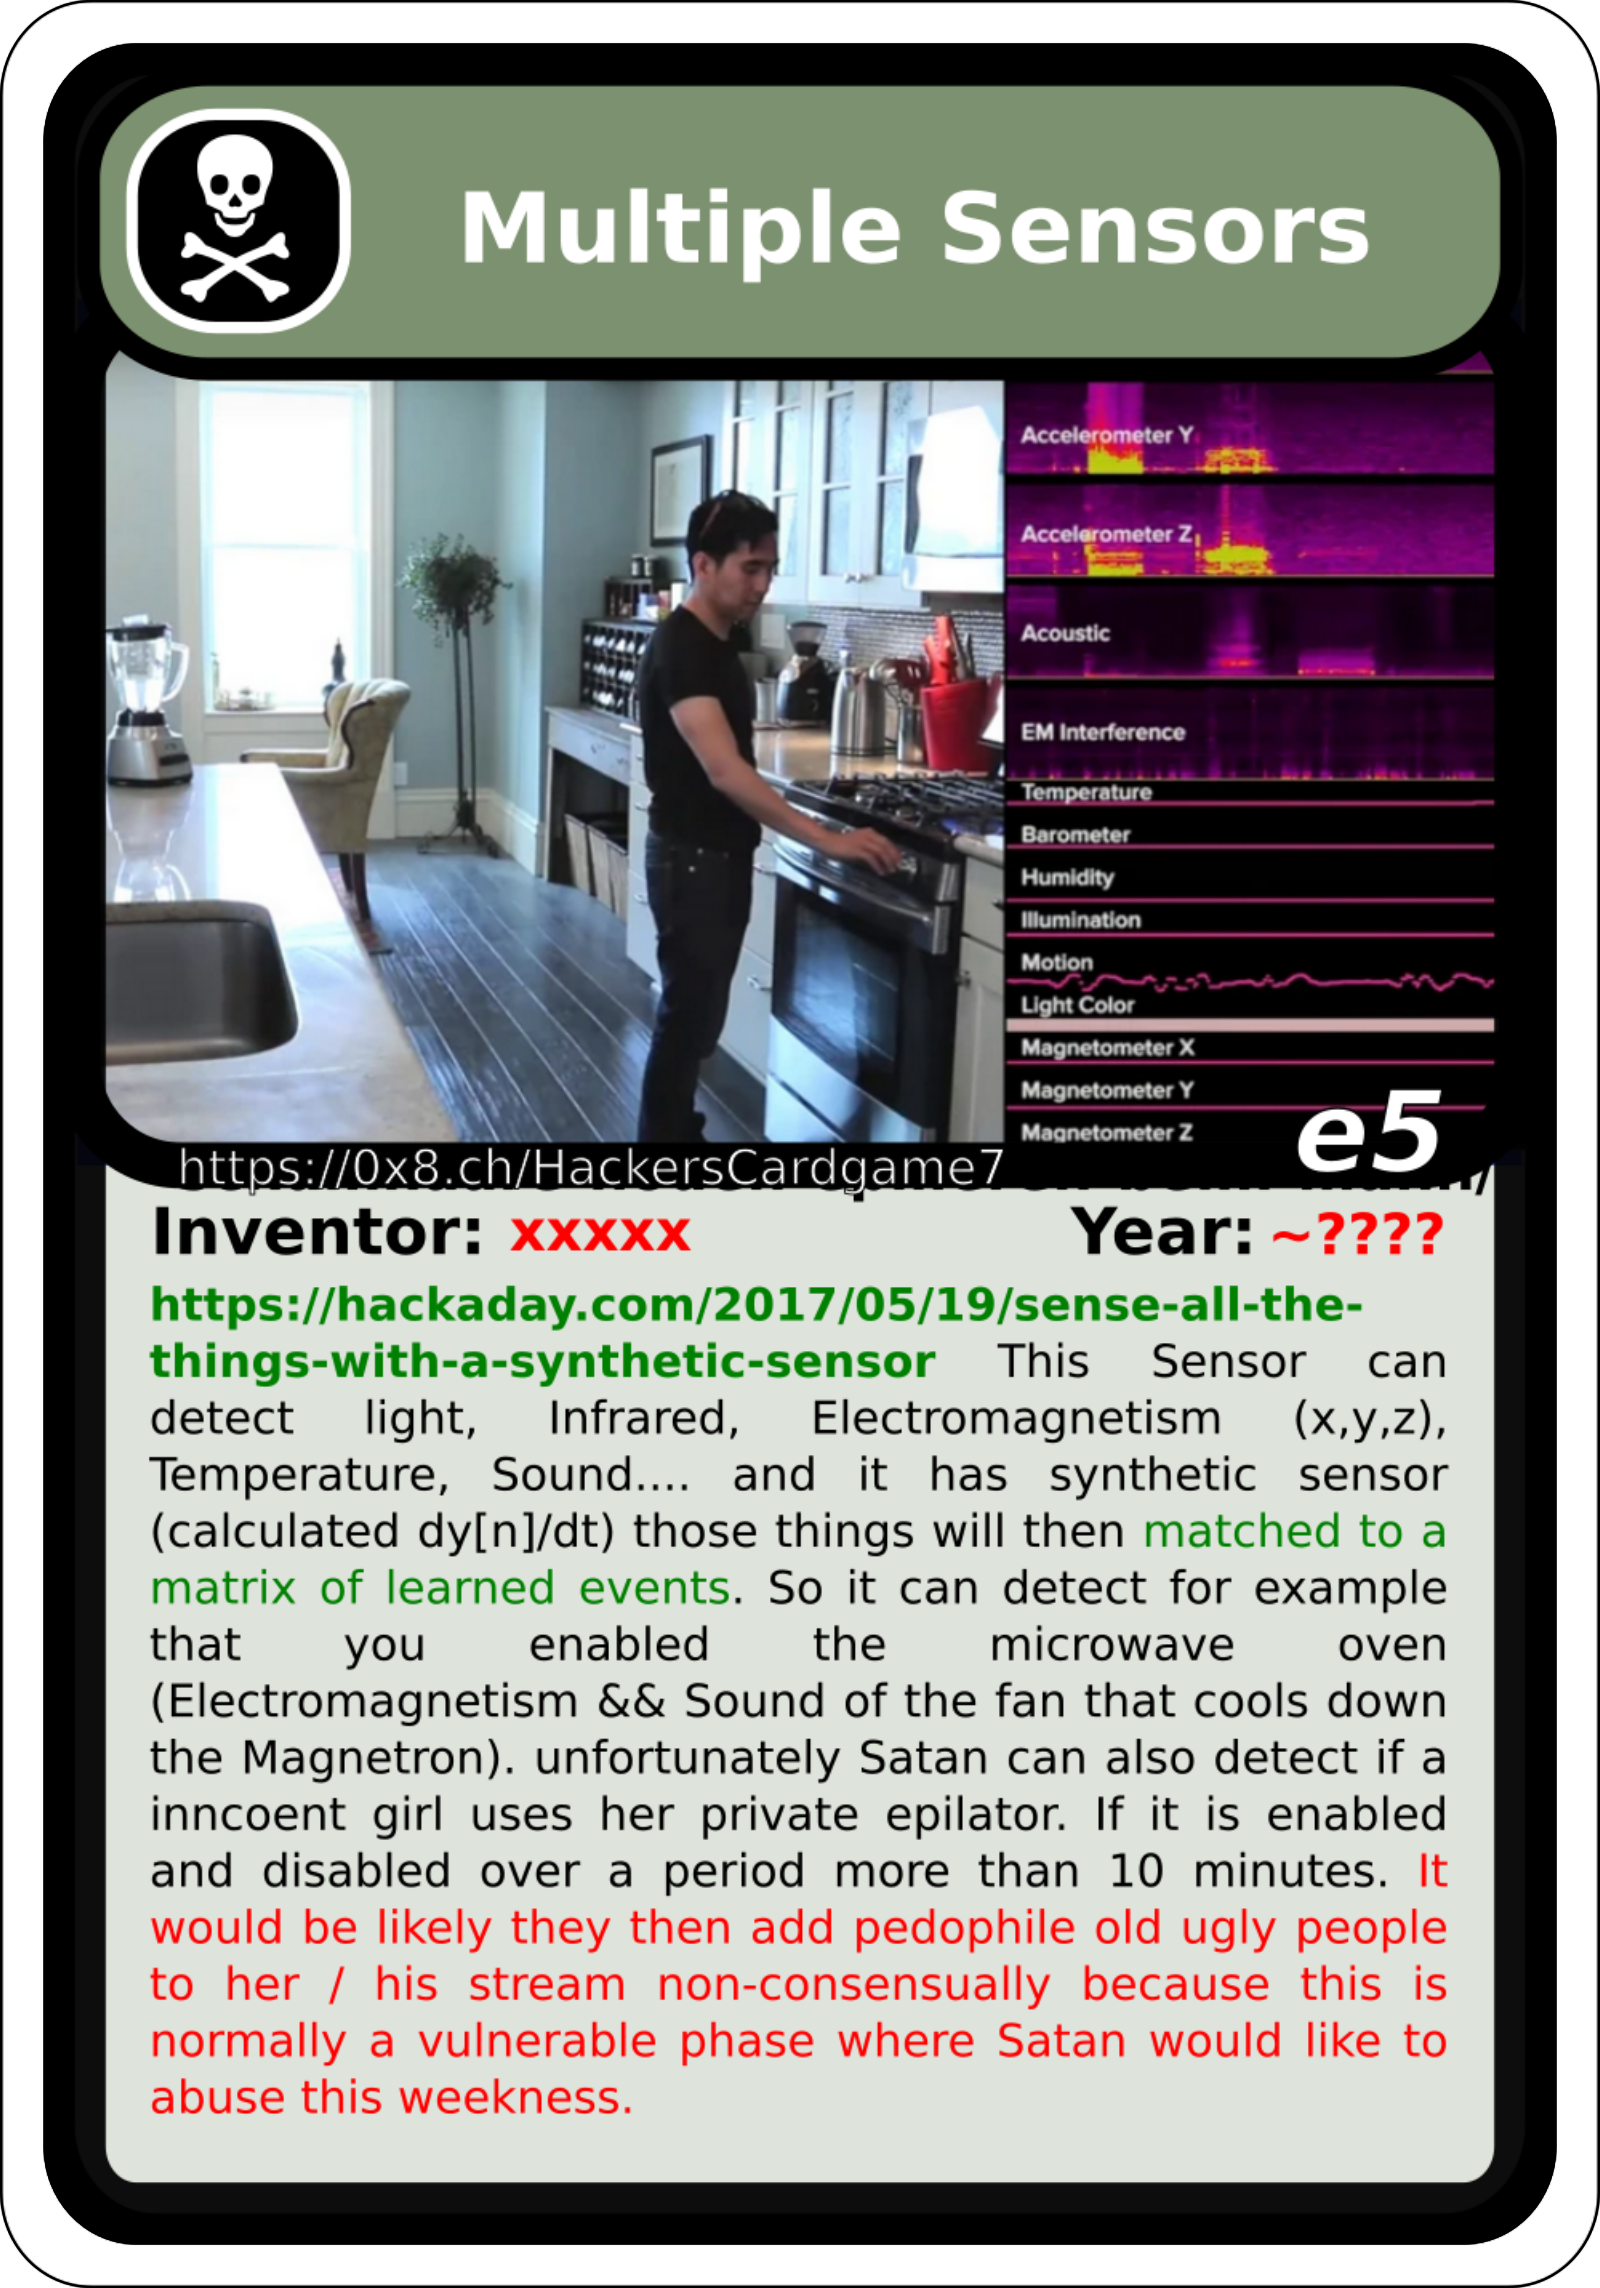 Multiple Sensors
Accelerometer Y
Accelerometer Z
Acoustic
EM Interference
Temperature
Barometer
Humidity
Illumination
Motion
Light Color
Magnetometer X
Magnetometer Y
Magnetometer Z
e5
https://0x8.ch/HackersCardgame7
Inventor: xxxxx Year: ~????
https://hackaday.com/2017/05/19/sense-all-the-
things-with-a-synthetic-sensor This Sensor can
detect light, Infrared, Electromagnetism (x,y,z),
Temperature, Sound.... and it has synthetic sensor
(calculated dy[n]/dt) those things will then matched to a
matrix of learned events. So it can detect for example
that you enabled the microwave oven
(Electromagnetism && Sound of the fan that cools down
the Magnetron). unfortunately Satan can also detect if a
inncoent girl uses her private epilator. If it is enabled
and disabled over a period more than 10 minutes. It
would be likely they then add pedophile old ugly people
to her / his stream non-consensually because this is
normally a vulnerable phase where Satan would like to
abuse this weekness.